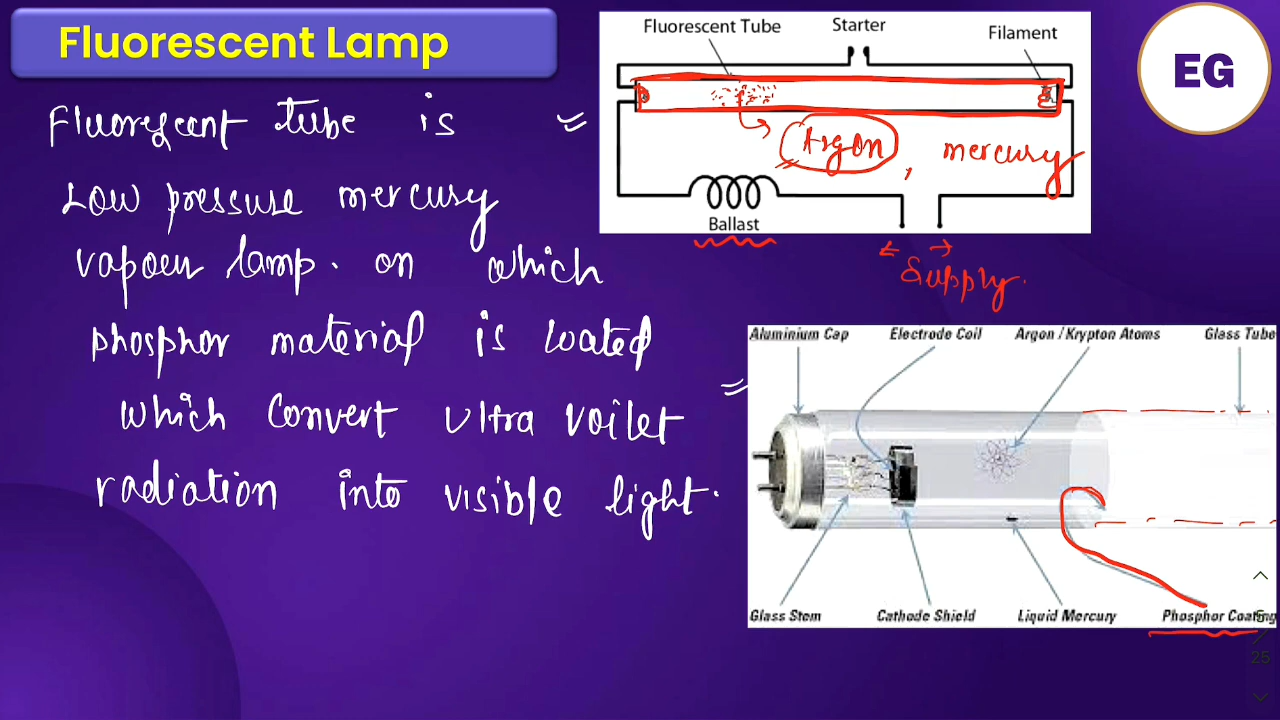 Fluorescent Lamp
Fluorescent tube is
Low pressure mercury
vapour lamp. on which
phosphor material is coated
which convert ultra voilet
radiation into visible light.
Fluorescent Tube
Starter
Filament
Argon, mercury
Ballast
Supply.
EG
Aluminium Cap
Electrode Coil
Argon / Krypton Atoms
Glass Tube
Glass Stem
Cathode Shield
Liquid Mercury
Phosphor Coating
25